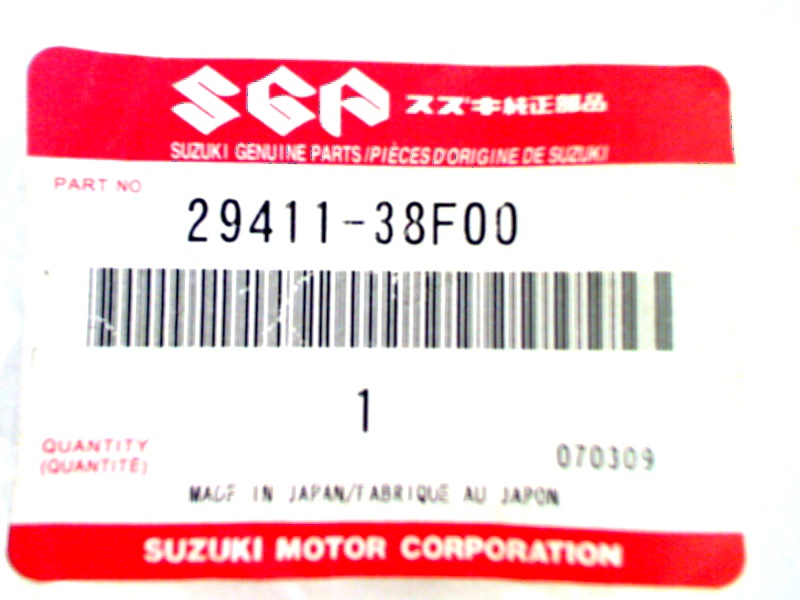 SGP スズキ純正部品
SUZUKI GENUINE PARTS/PIÈCES D'ORIGINE DE SUZUKI
PART NO
29411-38F00
1
QUANTITY
(QUANTITÉ)
070309
MADE IN JAPAN/FABRIQUE AU JAPON
SUZUKI MOTOR CORPORATION